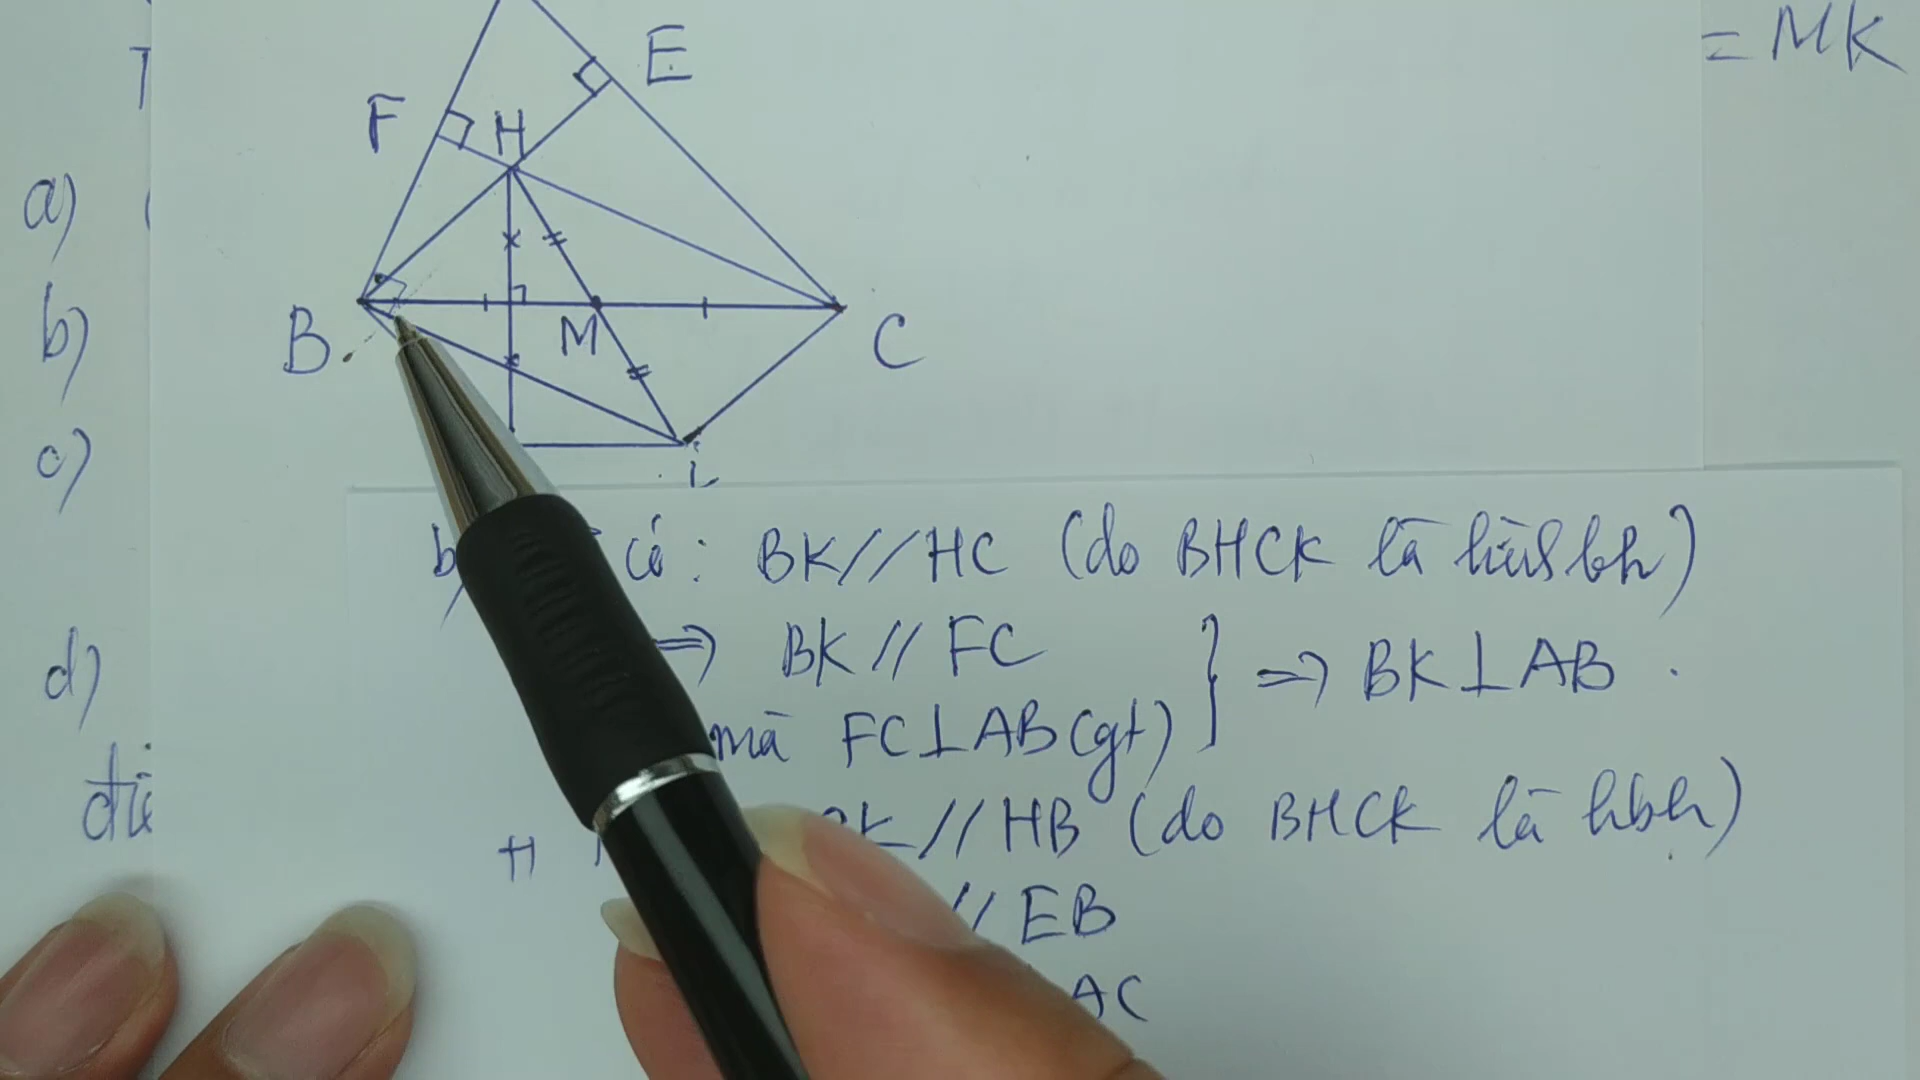 = MK
E
F
H
a)
b)
B
M
C
c)
có: BK // HC (do BHCK là hình bh)
=> BK // FC
mà FC ⊥ AB (gt) } => BK ⊥ AB.
d)
// HB (do BHCK là hbh)
// EB
AC